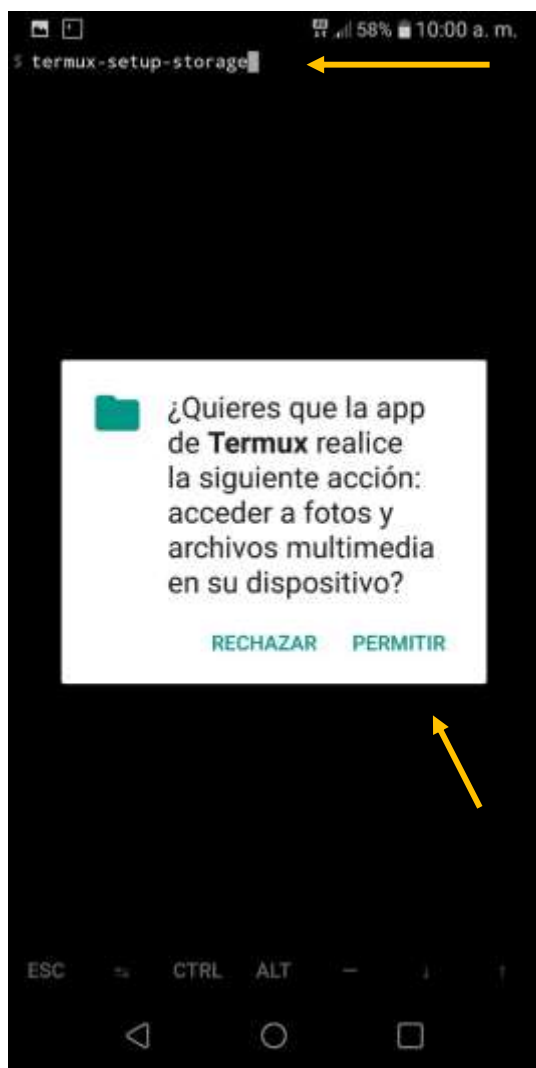 58% 10:00 a. m.
$ termux-setup-storage
¿Quieres que la app
de Termux realice
la siguiente acción:
acceder a fotos y
archivos multimedia
en su dispositivo?
RECHAZAR PERMITIR
ESC CTRL ALT — ↓ ↑